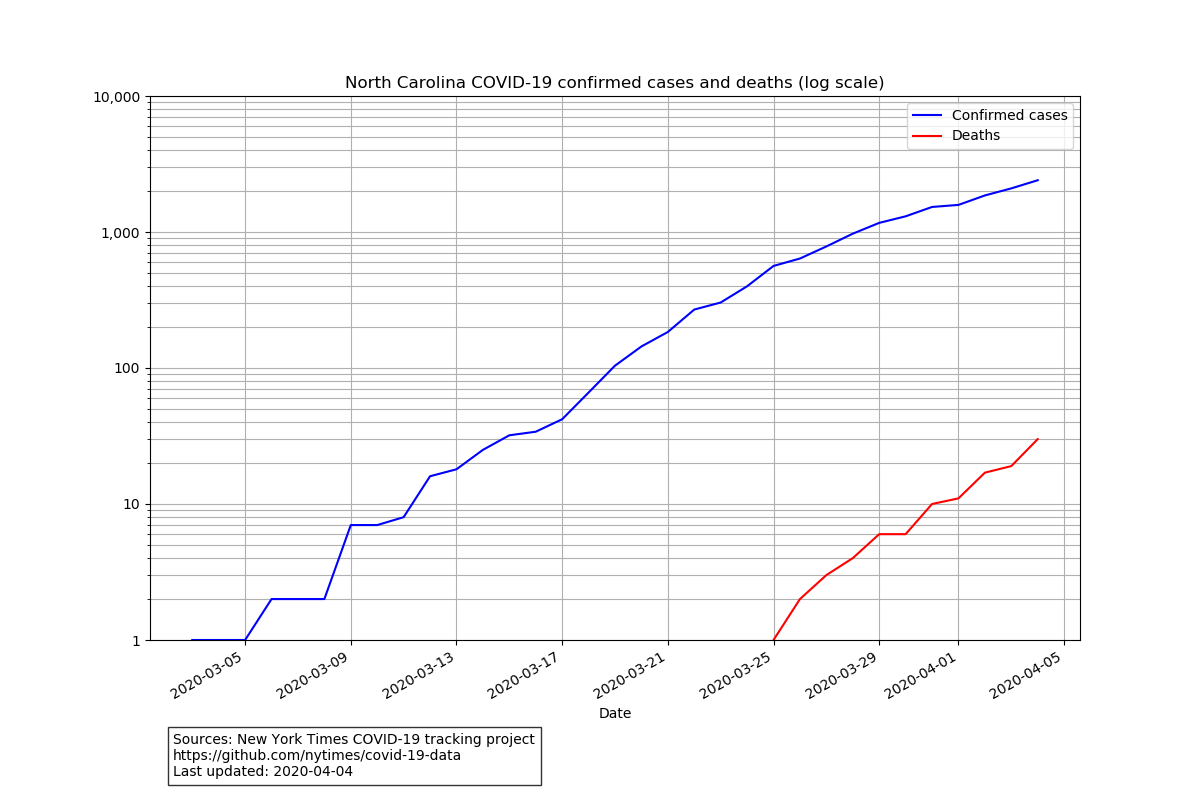 North Carolina COVID-19 confirmed cases and deaths (log scale)
10,000
1,000
100
10
1
Confirmed cases
Deaths
2020-03-05
2020-03-09
2020-03-13
2020-03-17
2020-03-21
2020-03-25
2020-03-29
2020-04-01
2020-04-05
Date
Sources: New York Times COVID-19 tracking project
https://github.com/nytimes/covid-19-data
Last updated: 2020-04-04